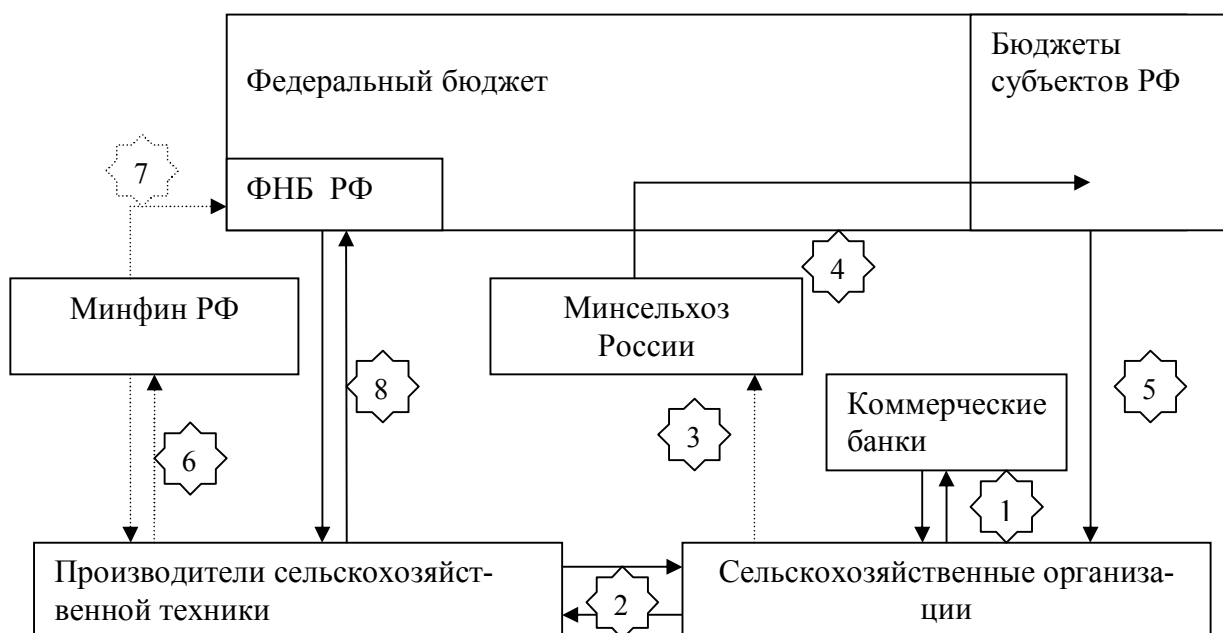 Федеральный бюджет
Бюджеты
субъектов РФ
7
ФНБ РФ
4
Минфин РФ
Минсельхоз
России
8
5
Коммерческие
банки
3
6
1
Производители сельскохозяйст-
венной техники
2
Сельскохозяйственные организа-
ции